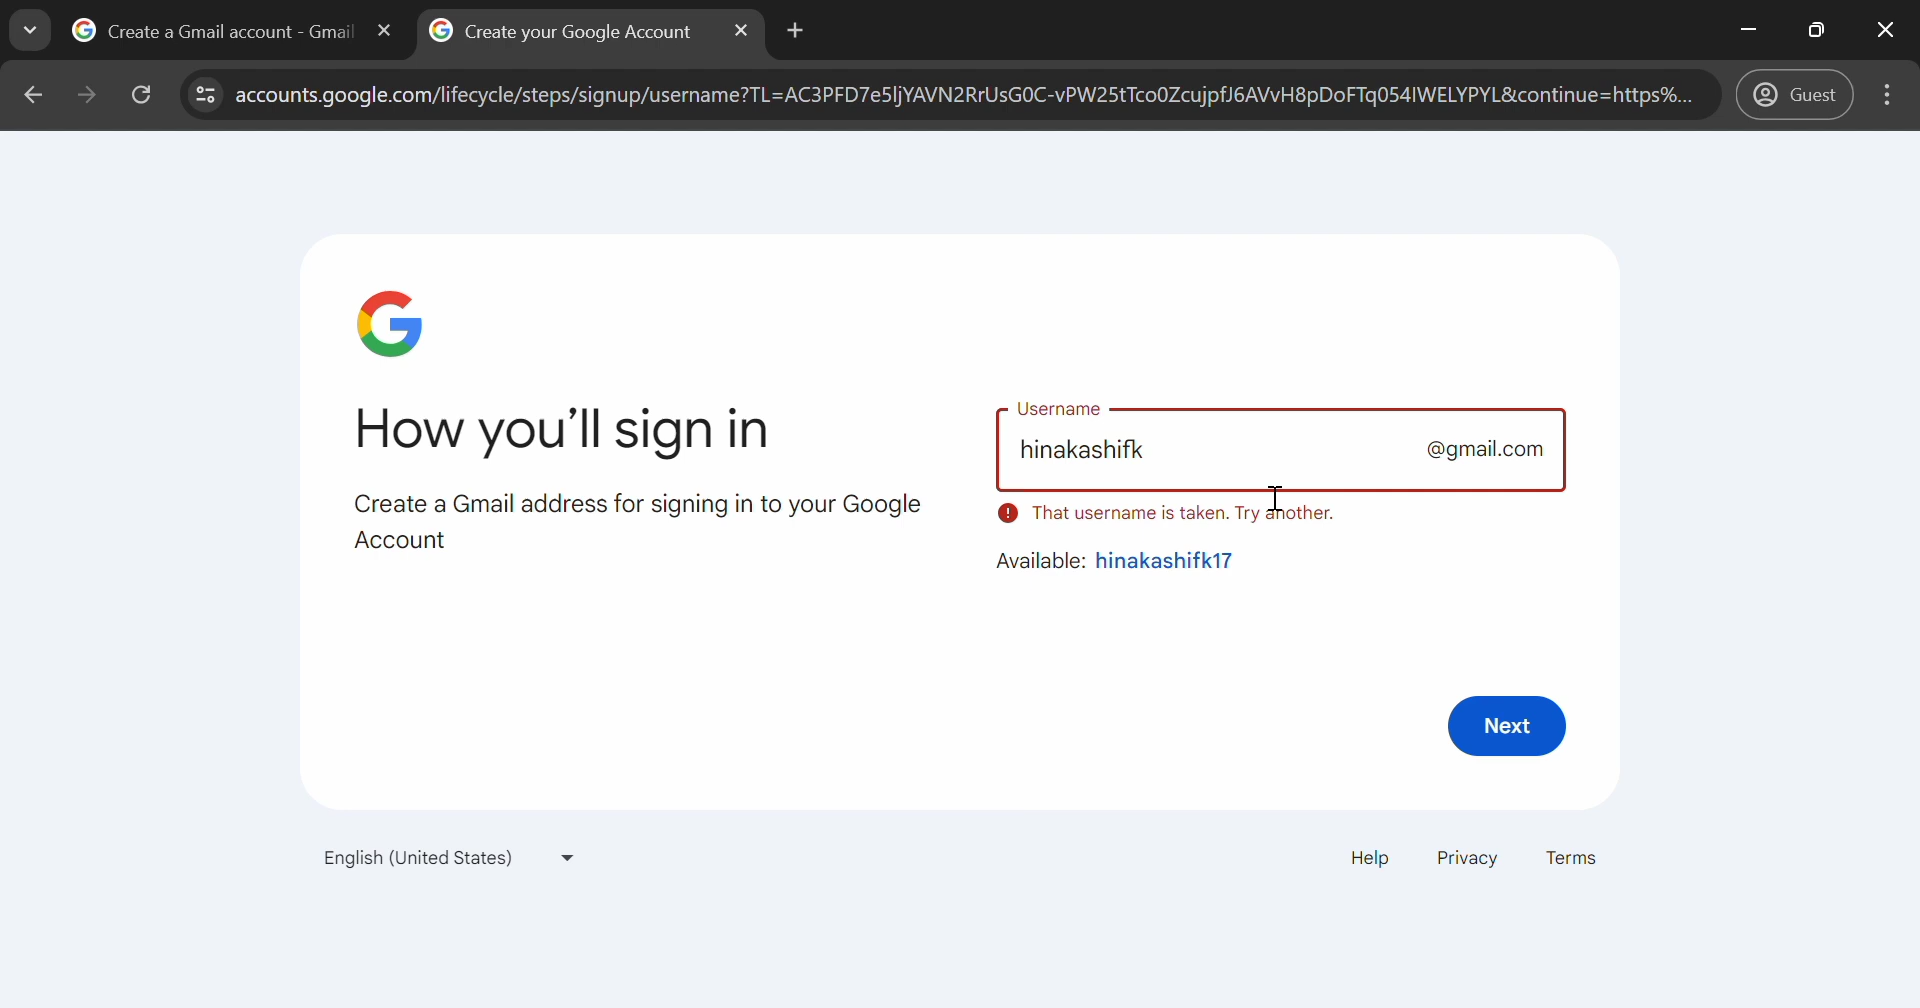 Create a Gmail account - Gmail
Create your Google Account
accounts.google.com/lifecycle/steps/signup/username?TL=AC3PFD7e5ljYAVN2RrUsG0C-vPW25tTco0ZcujpfJ6AVvH8pDoFTq054IWELYPYL&continue=https%...
Guest
How you'll sign in
Create a Gmail address for signing in to your Google
Account
Username
hinakashifk
@gmail.com
That username is taken. Try another.
Available: hinakashifk17
Next
English (United States)
Help
Privacy
Terms